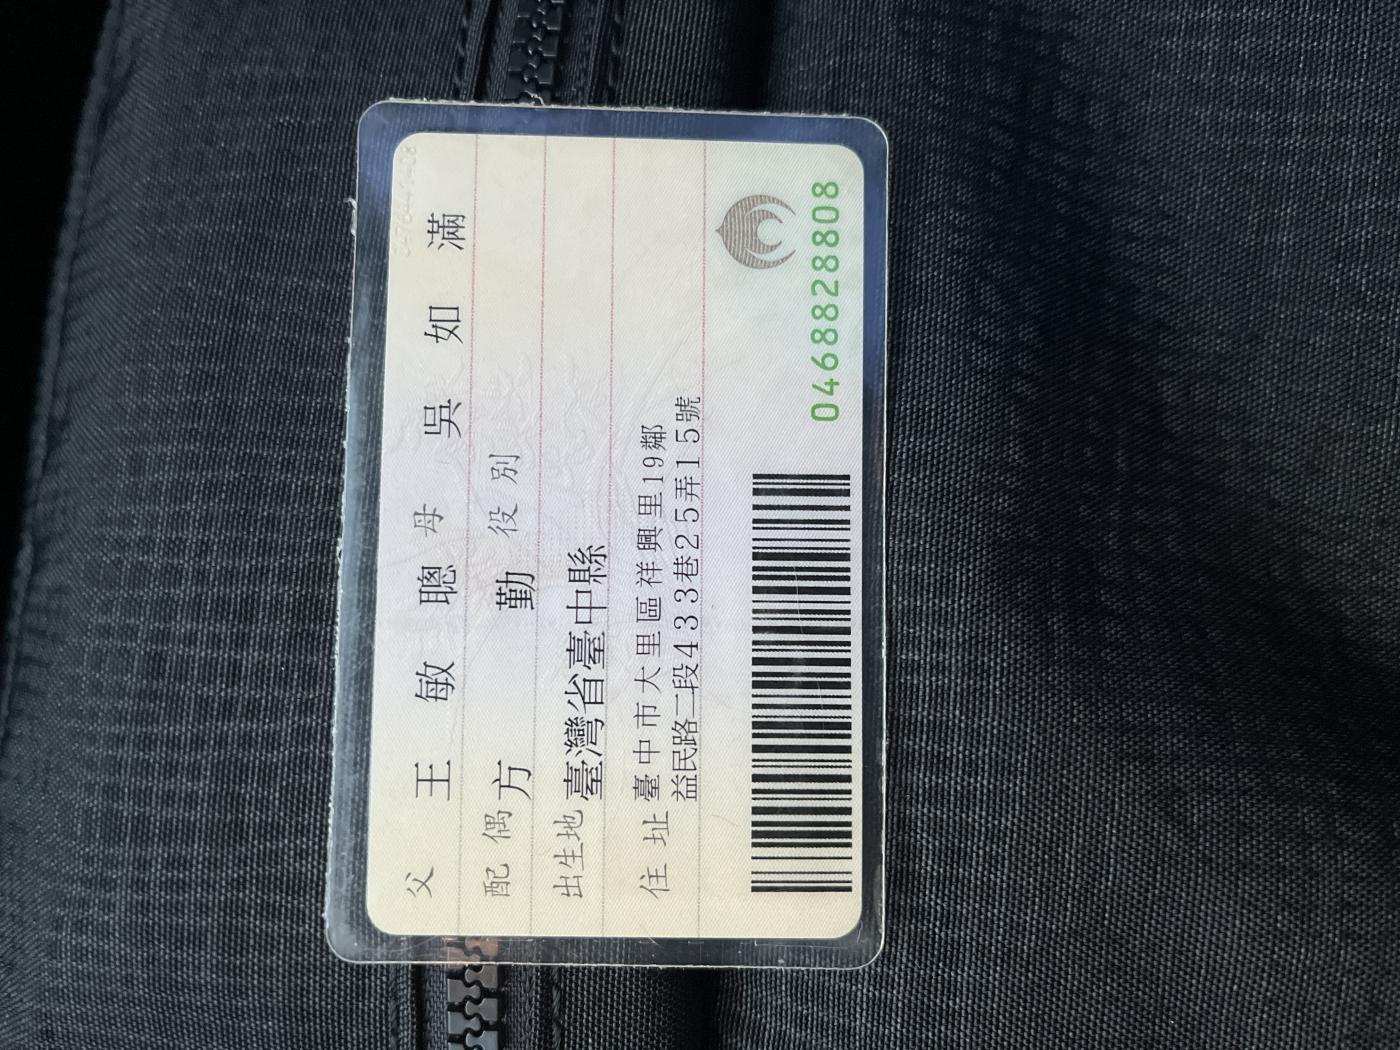 父 王敏聰 母 吳如滿
配偶 方勤 役別
出生地 臺灣省臺中縣
住址 臺中市大里區祥興里19鄰
益民路二段433巷25弄15號
0468828808